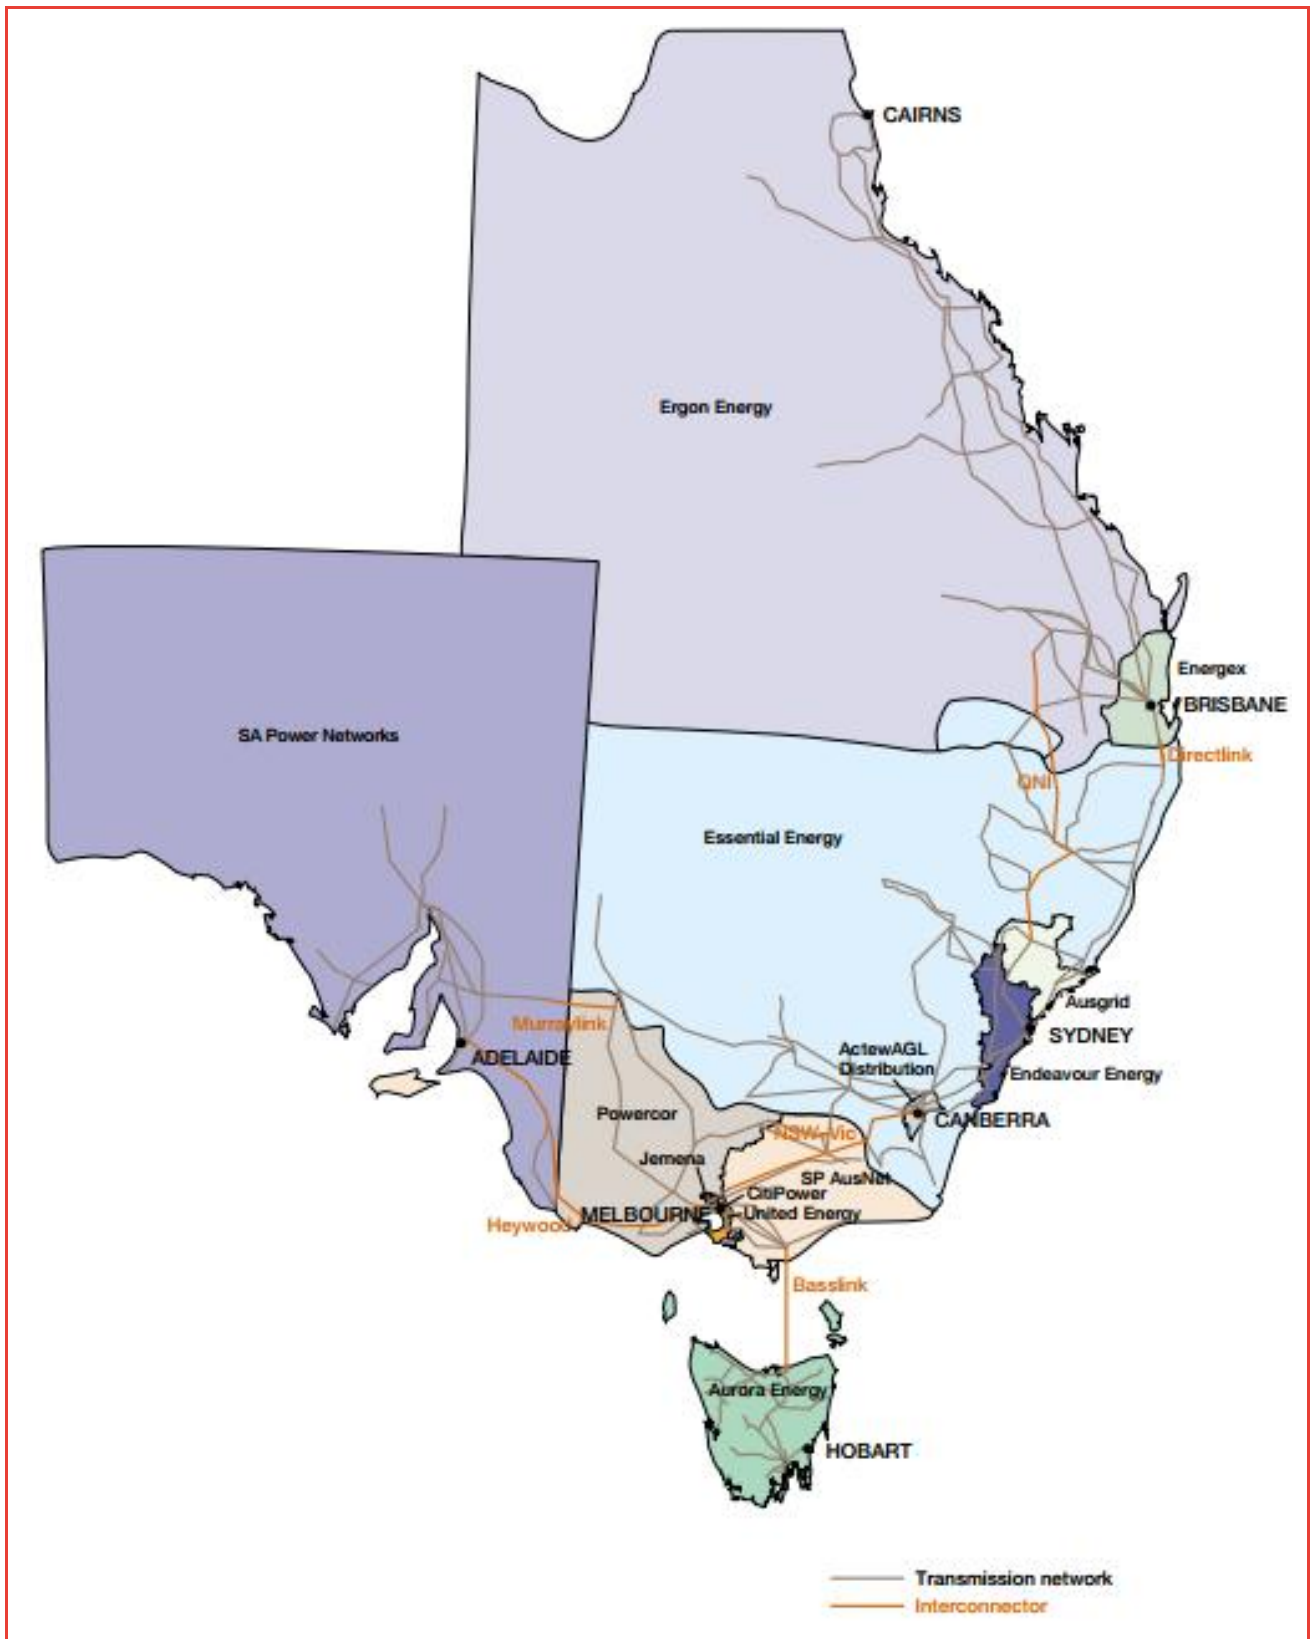 CAIRNS
Ergon Energy
Energex
BRISBANE
SA Power Networks
Directlink
QNI
Essential Energy
Ausgrid
Murraylink
SYDNEY
ActewAGL
Distribution
ADELAIDE
Endeavour Energy
Powercor
CANBERRA
NSW-Vic
Jemena
SP AusNet
CitiPower
MELBOURNE
United Energy
Heywood
Basslink
Aurora Energy
HOBART
Transmission network
Interconnector